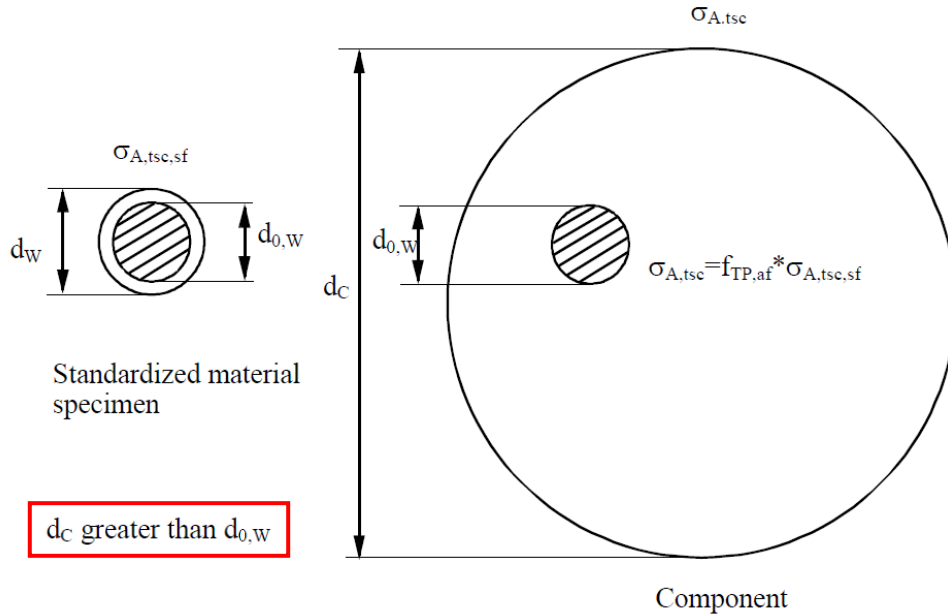 σA.tsc
σA,tsc,sf
dW
d0,W
d0,W
σA,tsc=fTP,af*σA,tsc,sf
dC
Standardized material
specimen
dC greater than d0,W
Component